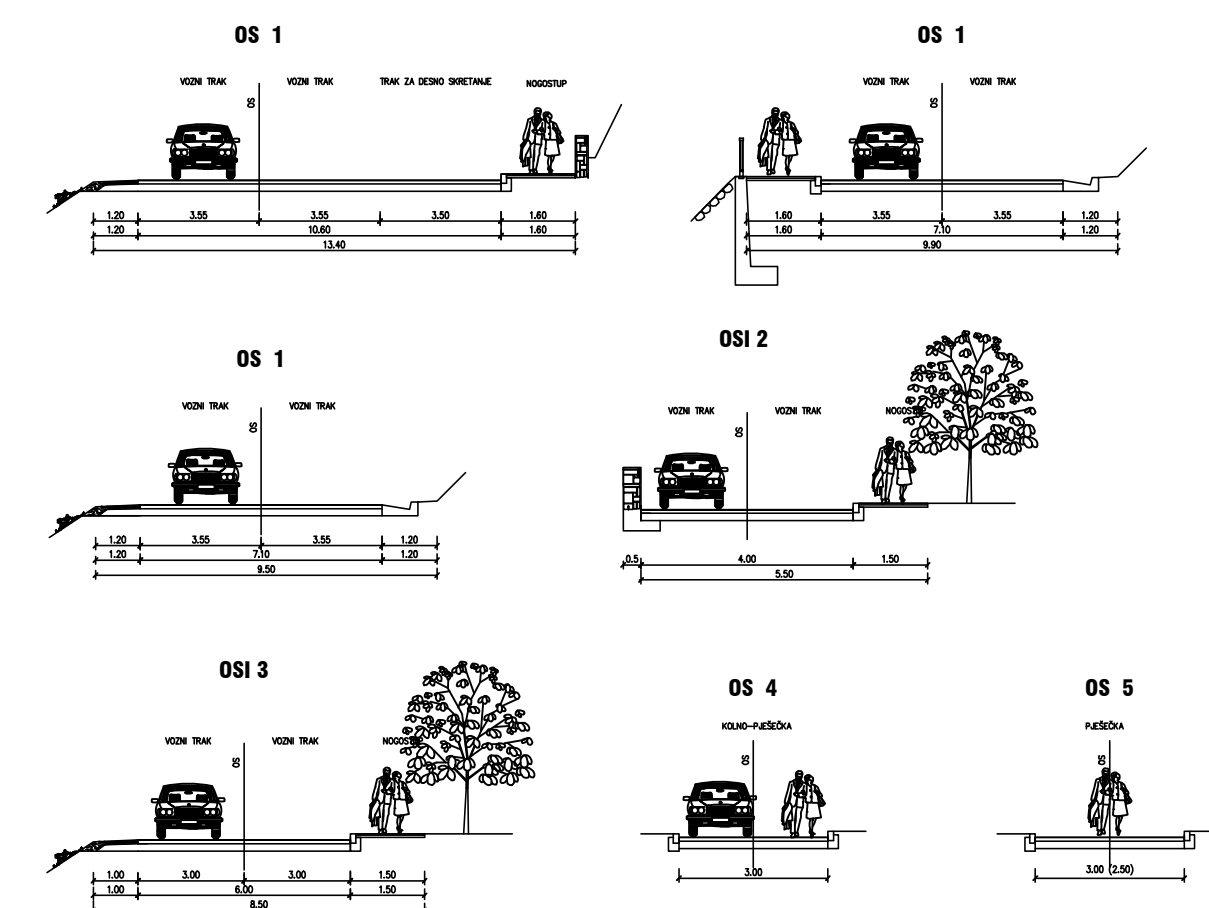 OS 1
VOZNI TRAK VOZNI TRAK TRAK ZA DESNO SKRETANJE NOGOSTUP
OS
1.20 3.55 3.55 3.50 1.60
1.20 10.60 1.60
13.40
OS 1
VOZNI TRAK VOZNI TRAK
OS
1.60 3.55 3.55 1.20
1.60 7.10 1.20
9.90
OS 1
VOZNI TRAK VOZNI TRAK
OS
1.20 3.55 3.55 1.20
1.20 7.10 1.20
9.50
OSI 2
VOZNI TRAK VOZNI TRAK NOGOSTUP
OS
0.5 4.00 1.50
5.50
OSI 3
VOZNI TRAK VOZNI TRAK NOGOSTUP
OS
1.00 3.00 3.00 1.50
1.00 6.00 1.50
8.50
OS 4
KOLNO-PJEŠEČKA
OS
3.00
OS 5
PJEŠEČKA
OS
3.00 (2.50)